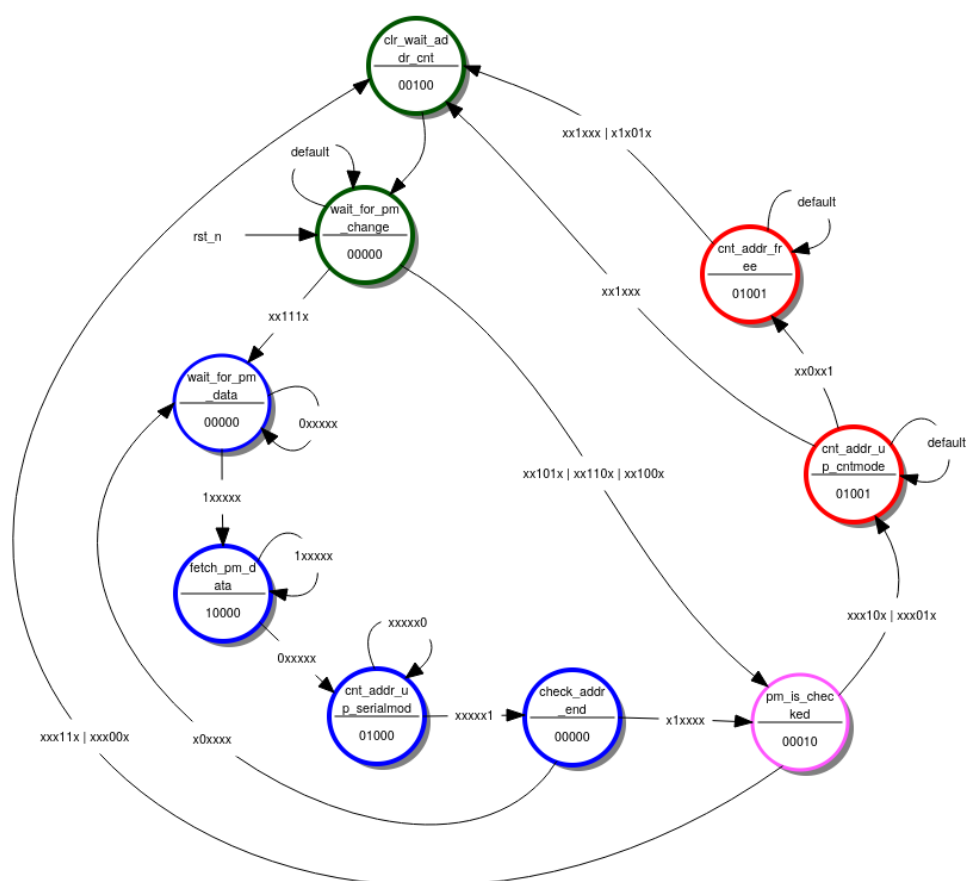 clr_wait_ad
dr_cnt
00100
xx1xxx | x1x01x
default
wait_for_pm
_change
00000
rst_n
default
cnt_addr_fr
ee
01001
xx1xxx
xx111x
xx0xx1
wait_for_pm
_data
00000
0xxxxx
default
cnt_addr_u
p_cntmode
01001
xx101x | xx110x | xx100x
1xxxxx
fetch_pm_d
ata
10000
1xxxxx
xxx10x | xxx01x
xxxxx0
0xxxxx
cnt_addr_u
p_serialmod
01000
xxxxx1
check_addr
_end
00000
x1xxxx
pm_is_chec
ked
00010
xxx11x | xxx00x
x0xxxx